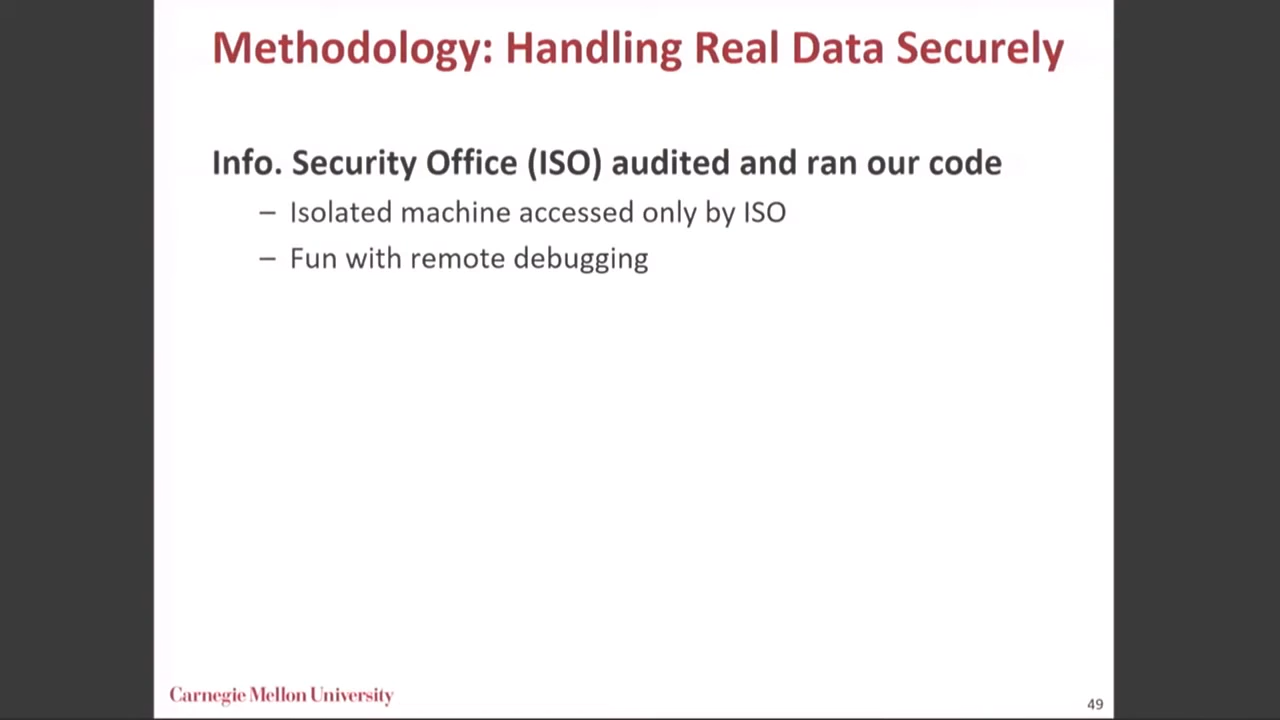 Methodology: Handling Real Data Securely
Info. Security Office (ISO) audited and ran our code
– Isolated machine accessed only by ISO
– Fun with remote debugging
Carnegie Mellon University
49